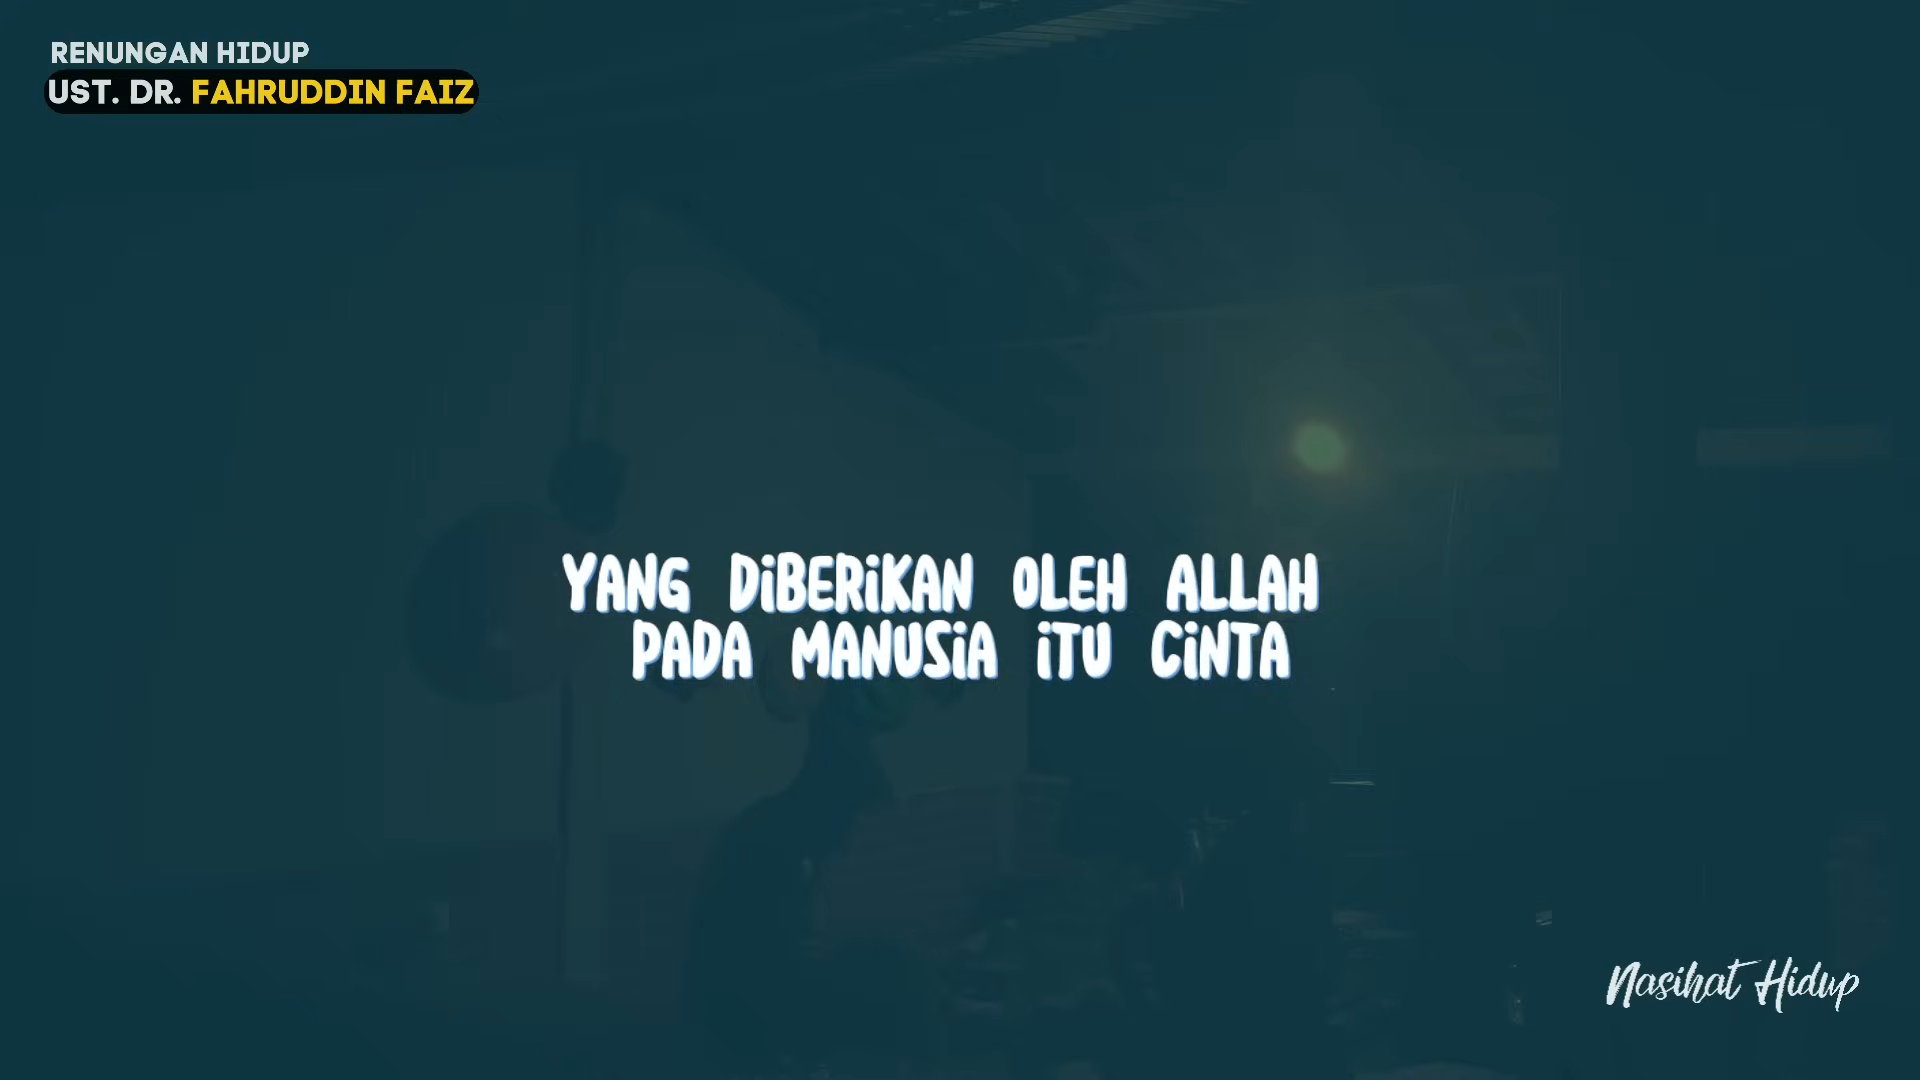 RENUNGAN HIDUP
UST. DR. FAHRUDDIN FAIZ
YANG DIBERIKAN OLEH ALLAH
PADA MANUSIA ITU CINTA
Nasihat Hidup